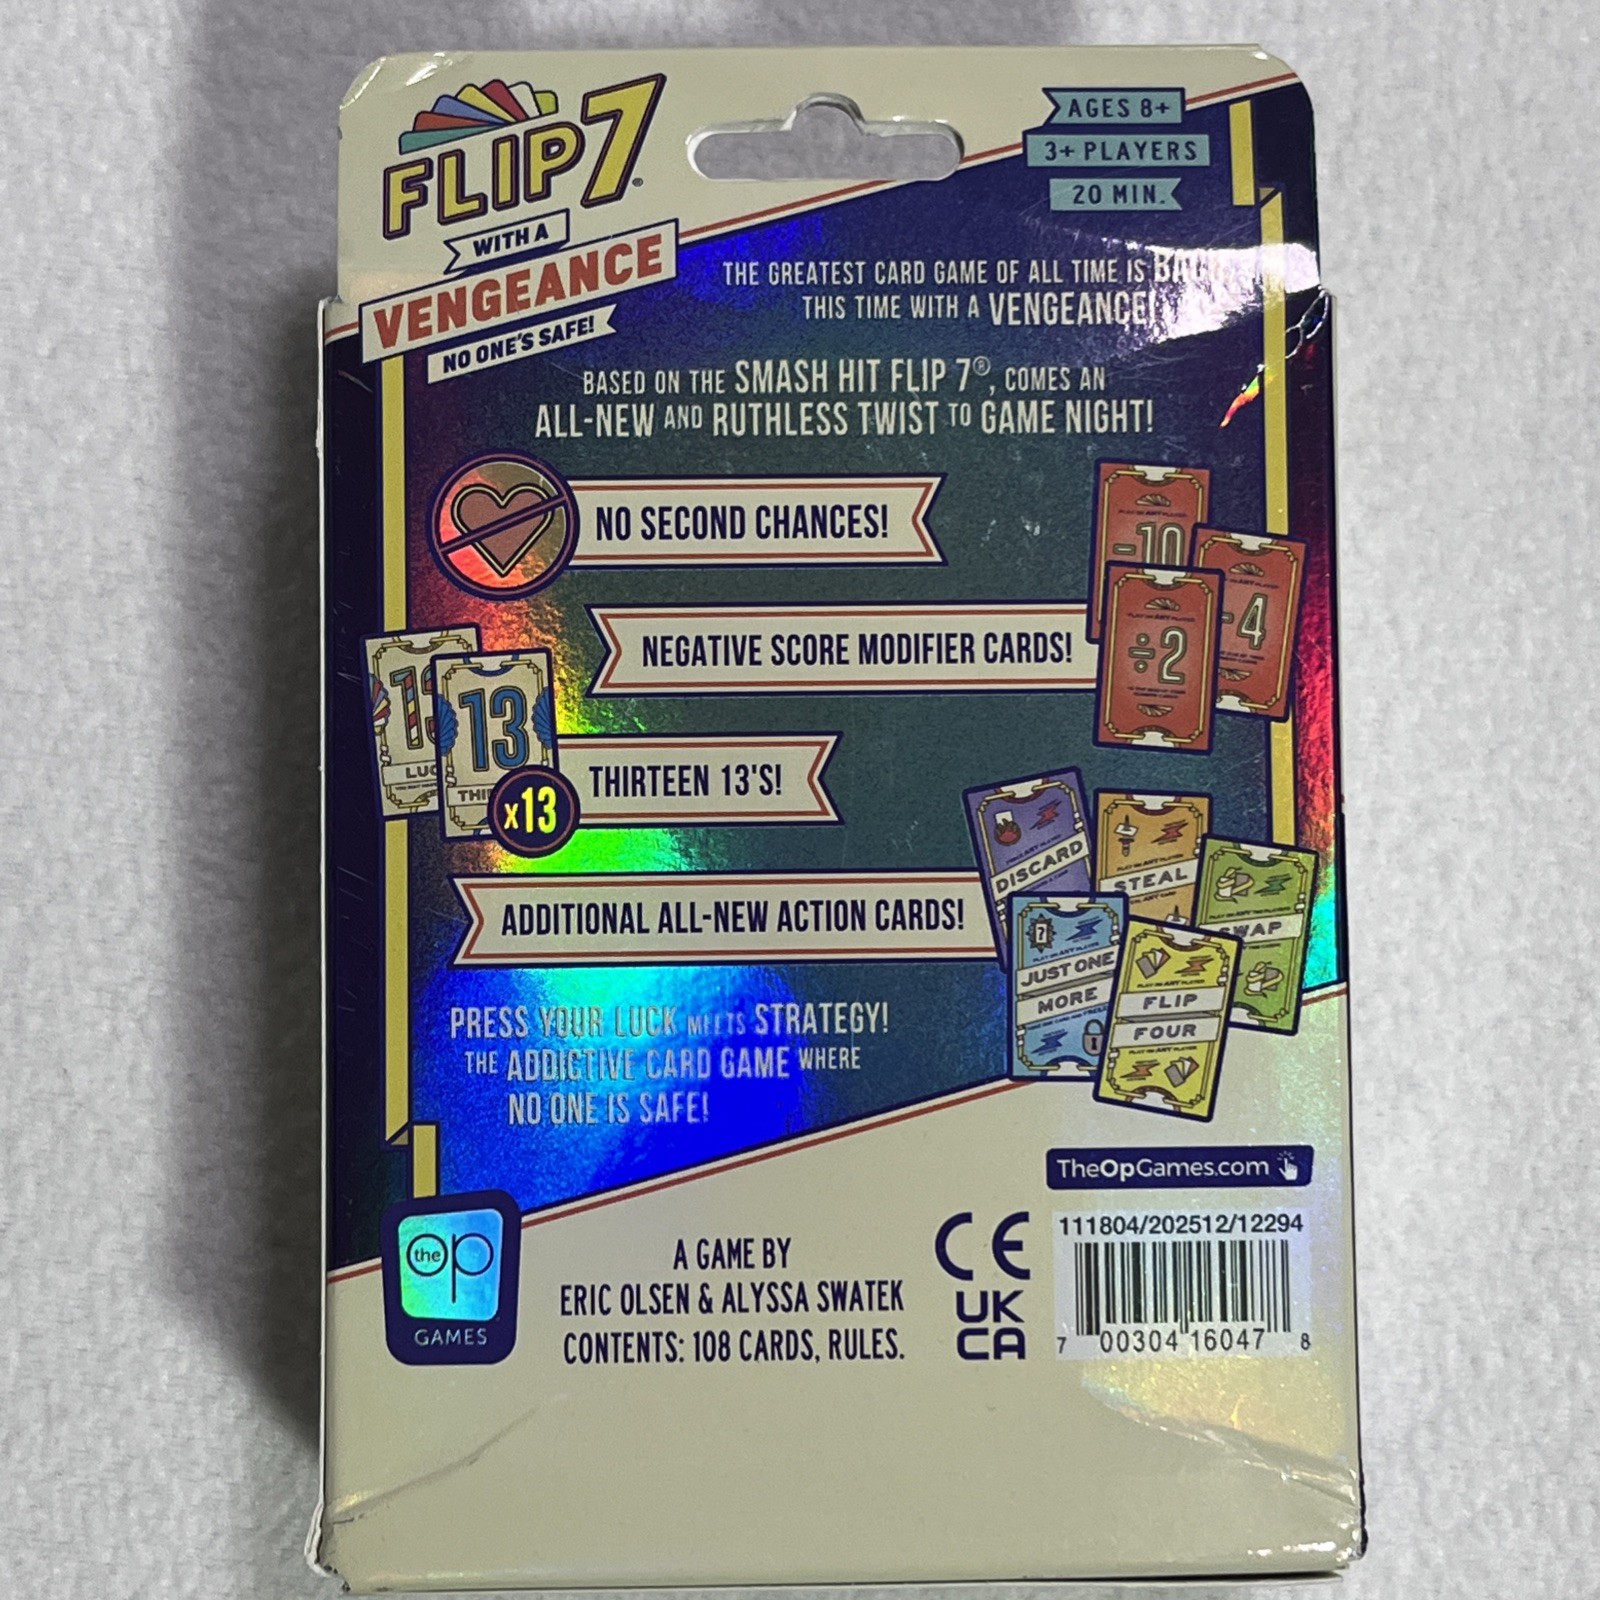 FLIP 7®
WITH A
VENGEANCE
NO ONE'S SAFE!
AGES 8+
3+ PLAYERS
20 MIN.
THE GREATEST CARD GAME OF ALL TIME IS
THIS TIME WITH A VENGEANCE!
BASED ON THE SMASH HIT FLIP 7®, COMES AN
ALL-NEW AND RUTHLESS TWIST TO GAME NIGHT!
NO SECOND CHANCES!
-10
-4
÷2
NEGATIVE SCORE MODIFIER CARDS!
13
LUC
13
THI
x13
THIRTEEN 13'S!
DISCARD
STEAL
SWAP
JUST ONE
MORE
FLIP
FOUR
ADDITIONAL ALL-NEW ACTION CARDS!
PRESS YOUR LUCK MEETS STRATEGY!
THE ADDICTIVE CARD GAME WHERE
NO ONE IS SAFE!
TheOpGames.com
the op
GAMES
A GAME BY
ERIC OLSEN & ALYSSA SWATEK
CONTENTS: 108 CARDS, RULES.
CE
UK
CA
111804/202512/12294
7 00304 16047 8